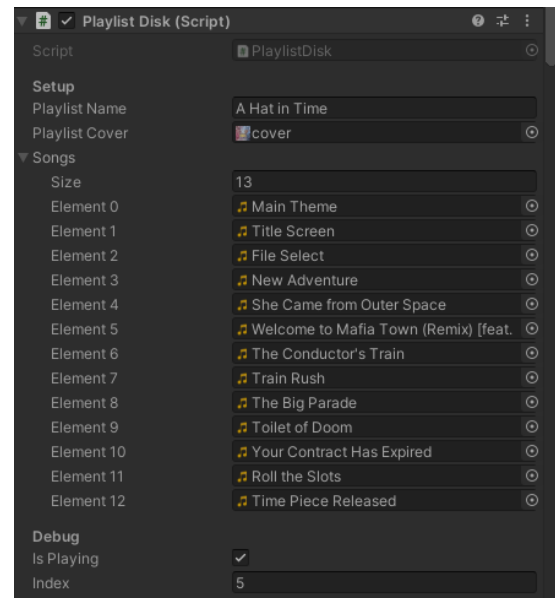 Playlist Disk (Script)
Script PlaylistDisk
Setup
Playlist Name A Hat in Time
Playlist Cover cover
Songs
Size 13
Element 0 Main Theme
Element 1 Title Screen
Element 2 File Select
Element 3 New Adventure
Element 4 She Came from Outer Space
Element 5 Welcome to Mafia Town (Remix) [feat.
Element 6 The Conductor's Train
Element 7 Train Rush
Element 8 The Big Parade
Element 9 Toilet of Doom
Element 10 Your Contract Has Expired
Element 11 Roll the Slots
Element 12 Time Piece Released
Debug
Is Playing
Index 5